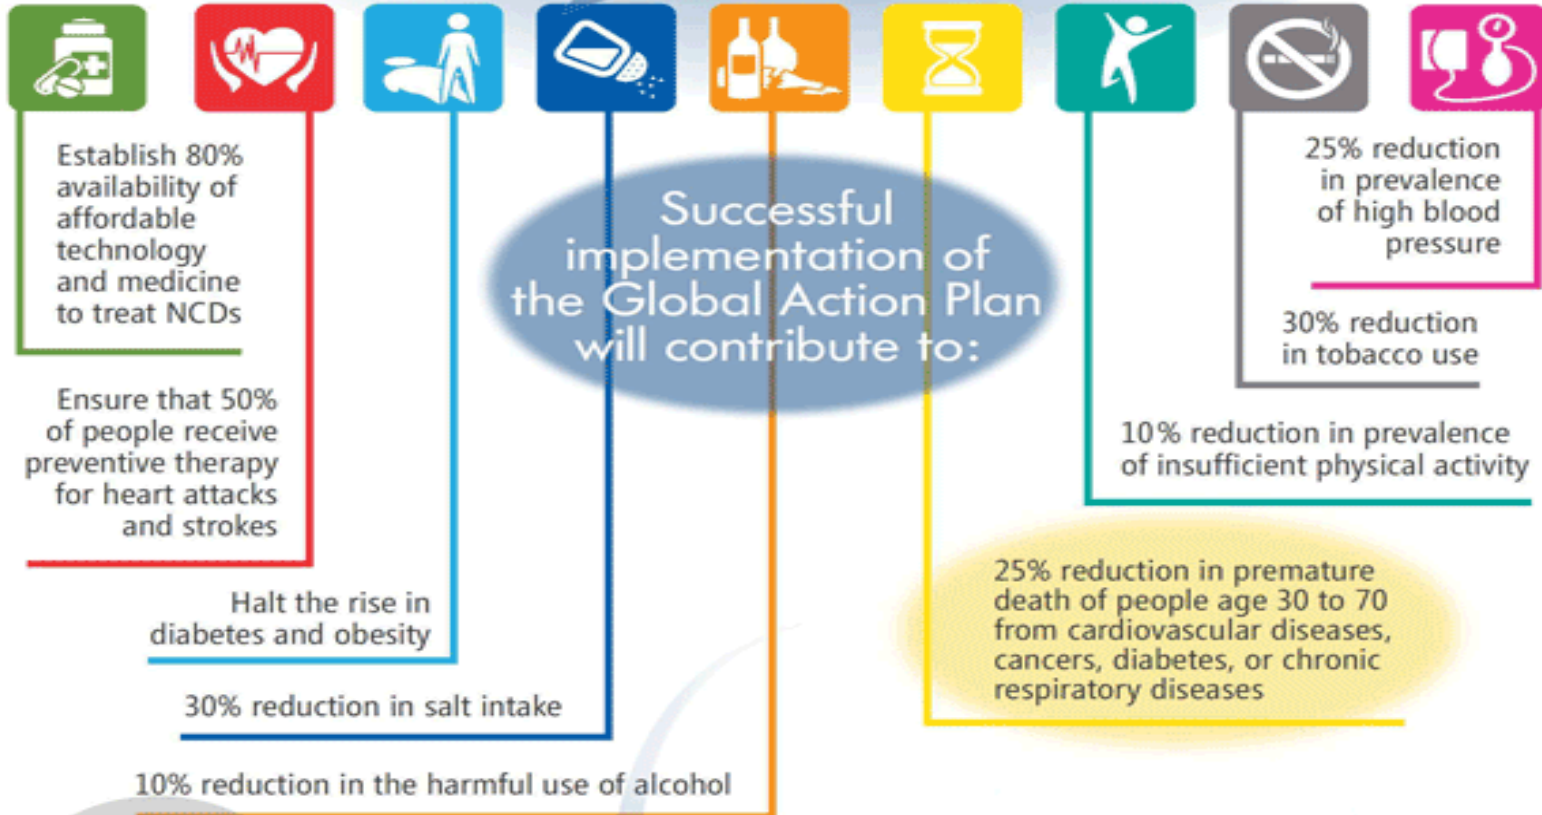 Successful
implementation of
the Global Action Plan
will contribute to:
Establish 80%
availability of
affordable
technology
and medicine
to treat NCDs
Ensure that 50%
of people receive
preventive therapy
for heart attacks
and strokes
Halt the rise in
diabetes and obesity
30% reduction in salt intake
10% reduction in the harmful use of alcohol
25% reduction in premature
death of people age 30 to 70
from cardiovascular diseases,
cancers, diabetes, or chronic
respiratory diseases
10% reduction in prevalence
of insufficient physical activity
30% reduction
in tobacco use
25% reduction
in prevalence
of high blood
pressure